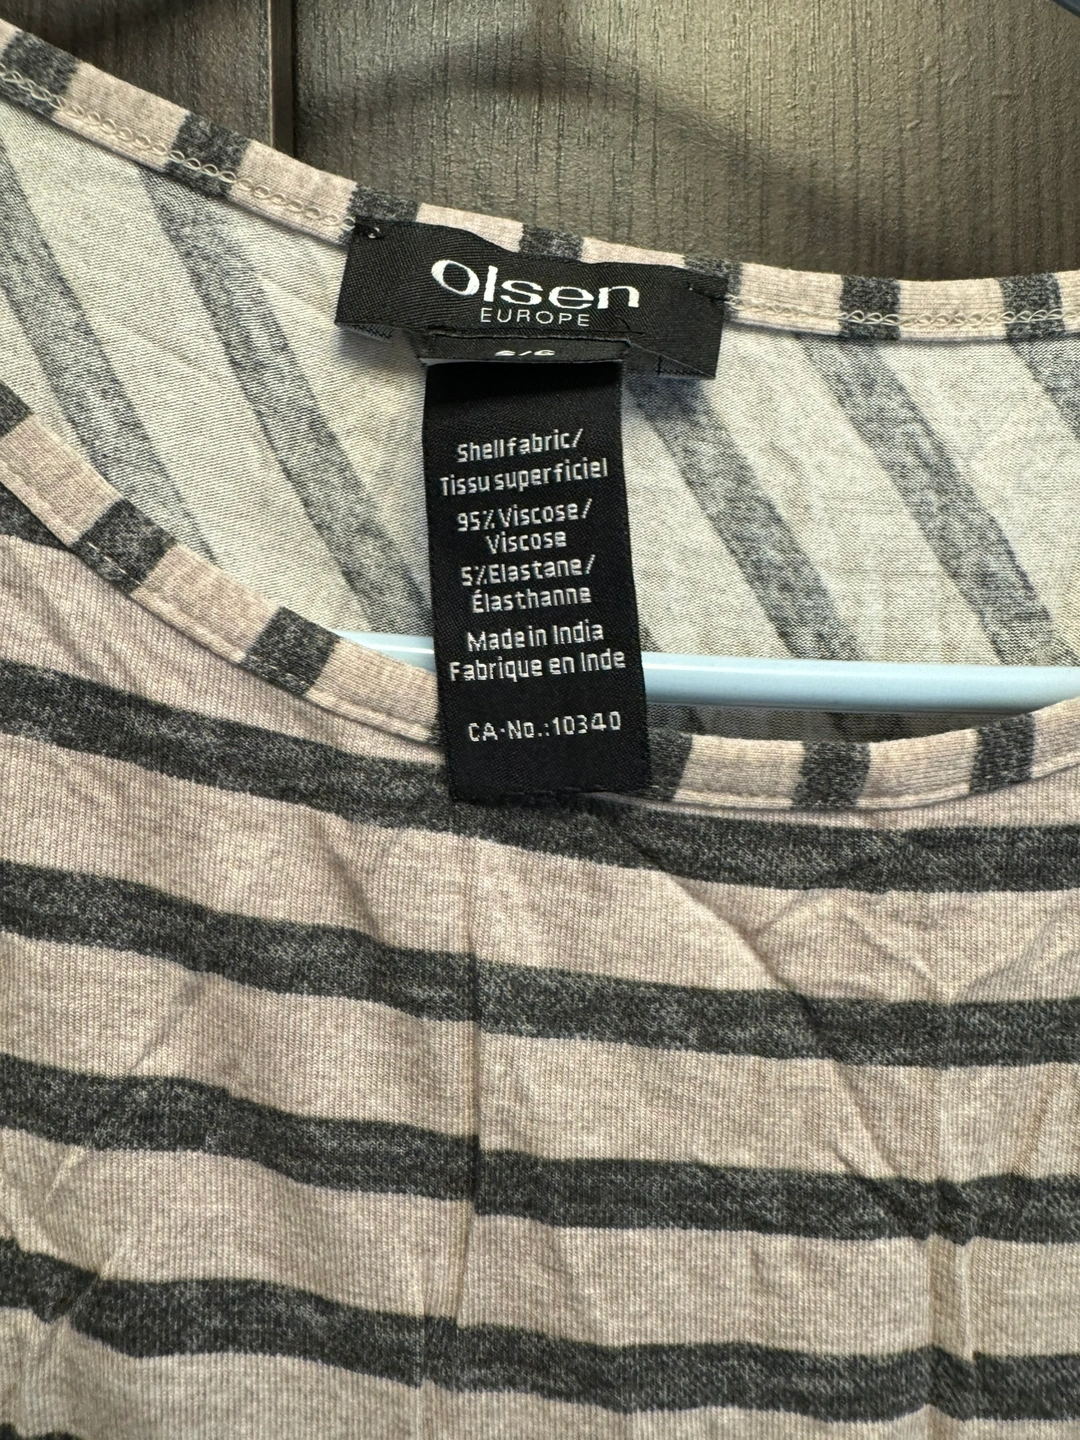 Olsen
EUROPE
Shellfabric/
Tissu superficiel
95% Viscose/
Viscose
5% Elastane/
Élasthanne
Made in India
Fabrique en Inde
CA-No.:10340